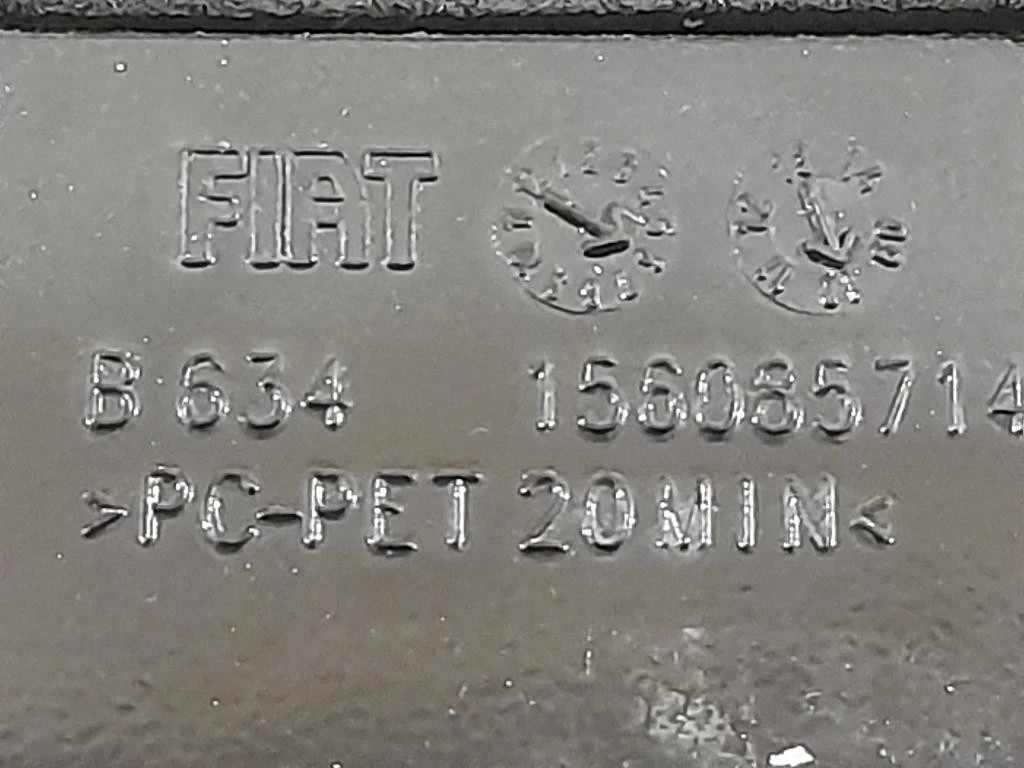 FIAT
B 634 156085714
>PC-PET 20MIN<